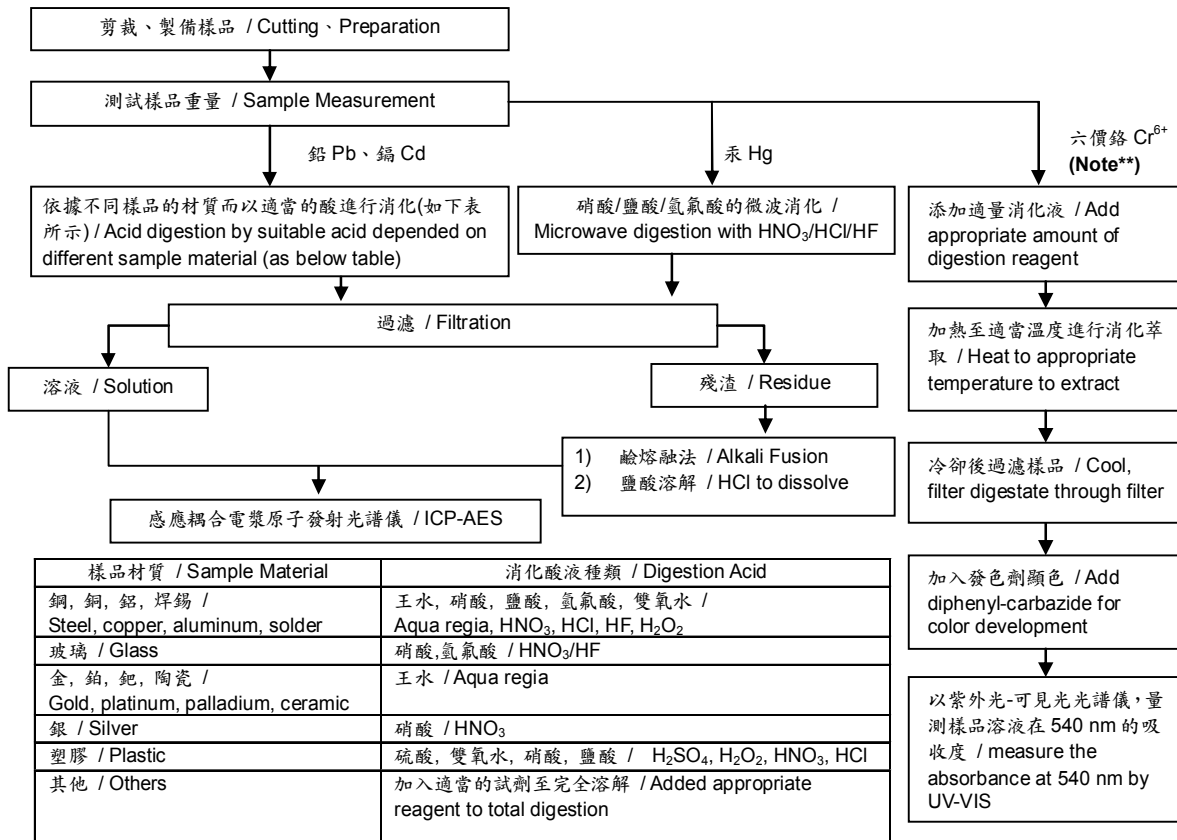 剪裁、製備樣品 / Cutting、Preparation
測試樣品重量 / Sample Measurement
鉛 Pb、鎘 Cd
汞 Hg
六價鉻 Cr6+
(Note**)
依據不同樣品的材質而以適當的酸進行消化(如下表
所示) / Acid digestion by suitable acid depended on
different sample material (as below table)
硝酸/鹽酸/氫氟酸的微波消化 /
Microwave digestion with HNO3/HCl/HF
添加適量消化液 / Add
appropriate amount of
digestion reagent
過濾 / Filtration
加熱至適當溫度進行消化萃
取 / Heat to appropriate
temperature to extract
溶液 / Solution
殘渣 / Residue
1) 鹼熔融法 / Alkali Fusion
2) 鹽酸溶解 / HCl to dissolve
冷卻後過濾樣品 / Cool,
filter digestate through filter
感應耦合電漿原子發射光譜儀 / ICP-AES
加入發色劑顯色 / Add
diphenyl-carbazide for
color development
以紫外光-可見光光譜儀，量
測樣品溶液在 540 nm 的吸
收度 / measure the
absorbance at 540 nm by
UV-VIS
樣品材質 / Sample Material 消化酸液種類 / Digestion Acid
鋼, 銅, 鋁, 焊錫 / 王水, 硝酸, 鹽酸, 氫氟酸, 雙氧水 /
Steel, copper, aluminum, solder Aqua regia, HNO3, HCl, HF, H2O2
玻璃 / Glass 硝酸,氫氟酸 / HNO3/HF
金, 鉑, 鈀, 陶瓷 / 王水 / Aqua regia
Gold, platinum, palladium, ceramic
銀 / Silver 硝酸 / HNO3
塑膠 / Plastic 硫酸, 雙氧水, 硝酸, 鹽酸 / H2SO4, H2O2, HNO3, HCl
其他 / Others 加入適當的試劑至完全溶解 / Added appropriate
reagent to total digestion